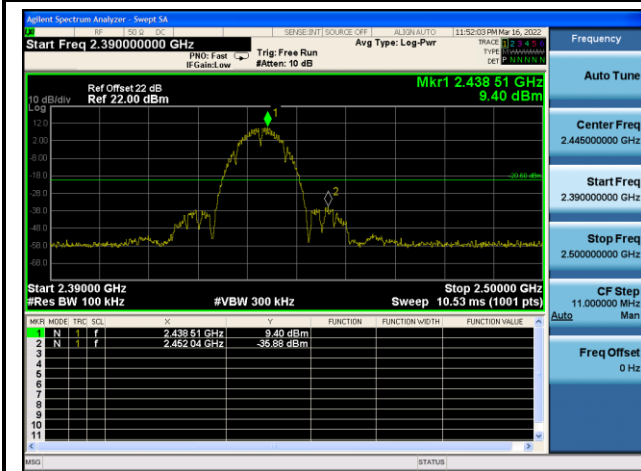 Agilent Spectrum Analyzer - Swept SA
RF 50 Ω DC SENSE:INT SOURCE OFF ALIGN AUTO 11:52:03 PM Mar 16, 2022
Start Freq 2.390000000 GHz
PNO: Fast
IFGain:Low
Trig: Free Run
#Atten: 10 dB
Avg Type: Log-Pwr
TRACE 1 2 3 4 5 6
TYPE
DET P N N N N N
Ref Offset 22 dB
Ref 22.00 dBm
10 dB/div
Log
Mkr1 2.438 51 GHz
9.40 dBm
12.0
2.00
-8.00
-18.0
-28.0
-38.0
-48.0
-58.0
-68.0
1
2
-20.60 dBm
Start 2.39000 GHz
Stop 2.50000 GHz
#Res BW 100 kHz
#VBW 300 kHz
Sweep 10.53 ms (1001 pts)
MKR MODE TRC SCL X Y FUNCTION FUNCTION WIDTH FUNCTION VALUE
1 N 1 f 2.438 51 GHz 9.40 dBm
2 N 1 f 2.452 04 GHz -35.88 dBm
3
4
5
6
7
8
9
10
11
MSG
STATUS
Frequency
Auto Tune
Center Freq
2.445000000 GHz
Start Freq
2.390000000 GHz
Stop Freq
2.500000000 GHz
CF Step
11.000000 MHz
Auto Man
Freq Offset
0 Hz